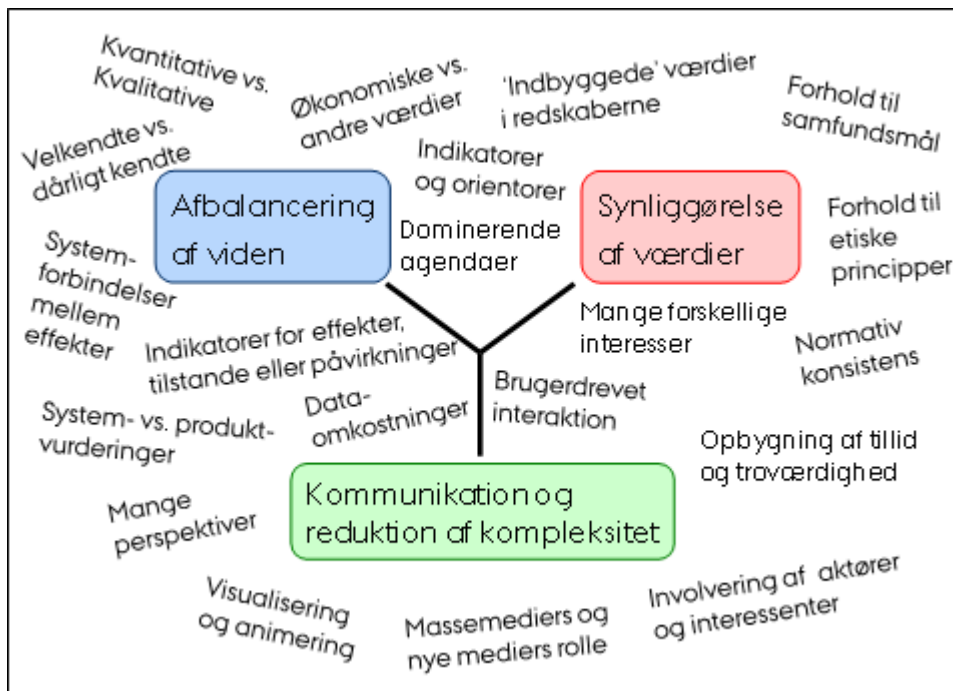 Kvantitative vs.
Kvalitative
Økonomiske vs.
andre værdier
'Indbyggede' værdier
i redskaberne
Forhold til
samfundsmål
Velkendte vs.
dårligt kendte
Indikatorer
og orientorer
Afbalancering
af viden
Dominerende
agendaer
Synliggørelse
af værdier
Forhold til
etiske
principper
System-
forbindelser
mellem
effekter
Indikatorer for effekter,
tilstande eller påvirkninger
Mange forskellige
interesser
Normativ
konsistens
System- vs. produkt-
vurderinger
Data-
omkostninger
Brugerdrevet
interaktion
Opbygning af tillid
og troværdighed
Mange
perspektiver
Kommunikation og
reduktion af kompleksitet
Visualisering
og animering
Massemediers og
nye mediers rolle
Involvering af aktører
og interessenter